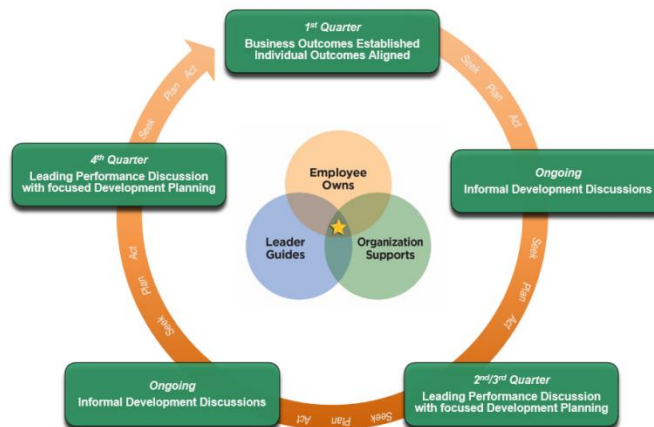 1st Quarter
Business Outcomes Established
Individual Outcomes Aligned
Seek Plan Act
Ongoing
Informal Development Discussions
Seek Plan Act
2nd/3rd Quarter
Leading Performance Discussion
with focused Development Planning
Seek Plan Act
Ongoing
Informal Development Discussions
Seek Plan Act
4th Quarter
Leading Performance Discussion
with focused Development Planning
Seek Plan Act
Employee
Owns
Leader
Guides
Organization
Supports